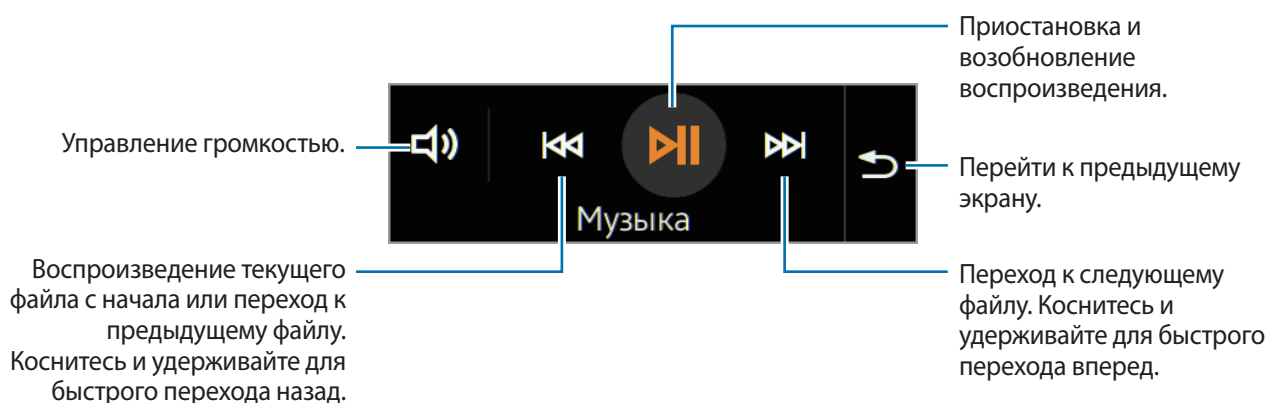 Приостановка и
возобновление
воспроизведения.
Управление громкостью.
Перейти к предыдущему
экрану.
Музыка
Воспроизведение текущего
файла с начала или переход к
предыдущему файлу.
Коснитесь и удерживайте для
быстрого перехода назад.
Переход к следующему
файлу. Коснитесь и
удерживайте для быстрого
перехода вперед.